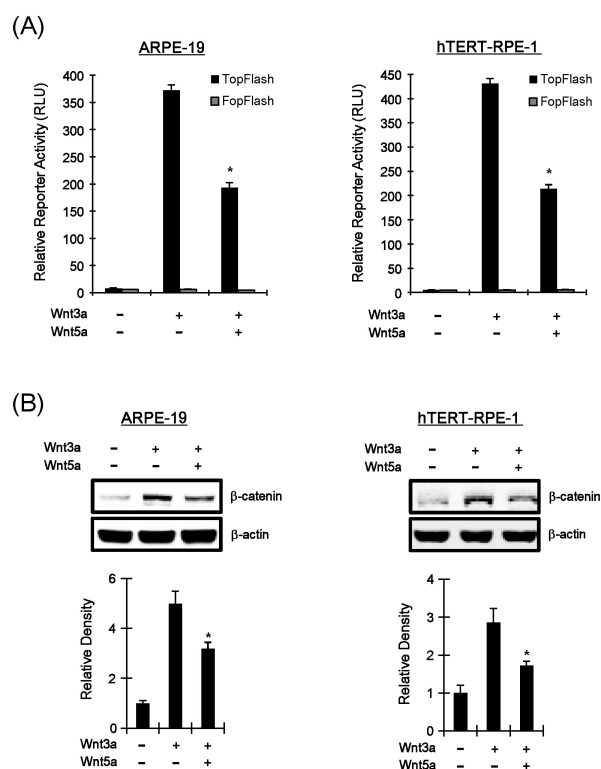 (A)
ARPE-19
Relative Reporter Activity (RLU)
400
350
300
250
200
150
100
50
0
TopFlash
FopFlash
*
Wnt3a – + +
Wnt5a – +
hTERT-RPE-1
Relative Reporter Activity (RLU)
450
400
350
300
250
200
150
100
50
0
TopFlash
FopFlash
*
Wnt3a – + +
Wnt5a +
(B)
ARPE-19
Wnt3a – + +
Wnt5a – +
β-catenin
β-actin
Relative Density
6
4
2
0
*
Wnt3a – + +
Wnt5a – +
hTERT-RPE-1
Wnt3a – + +
Wnt5a – +
β-catenin
β-actin
Relative Density
4
3
2
1
0
*
Wnt3a – + +
Wnt5a – +